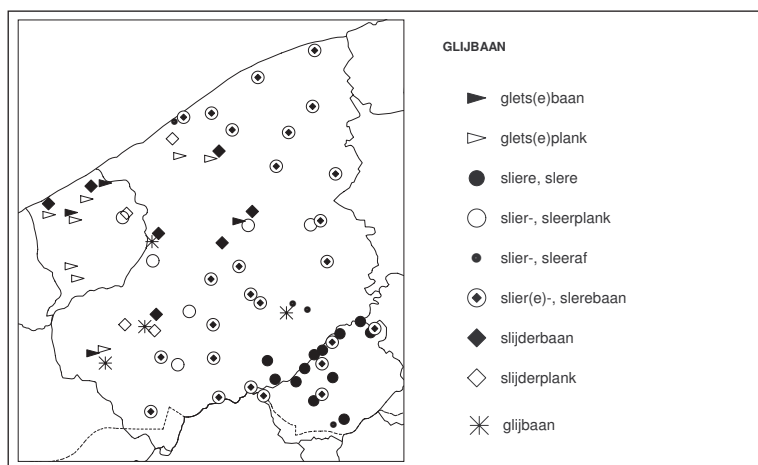 GLIJBAAN
glets(e)baan
glets(e)plank
sliere, slere
slier-, sleerplank
slier-, sleeraf
slier(e)-, slerebaan
slijderbaan
slijderplank
glijbaan